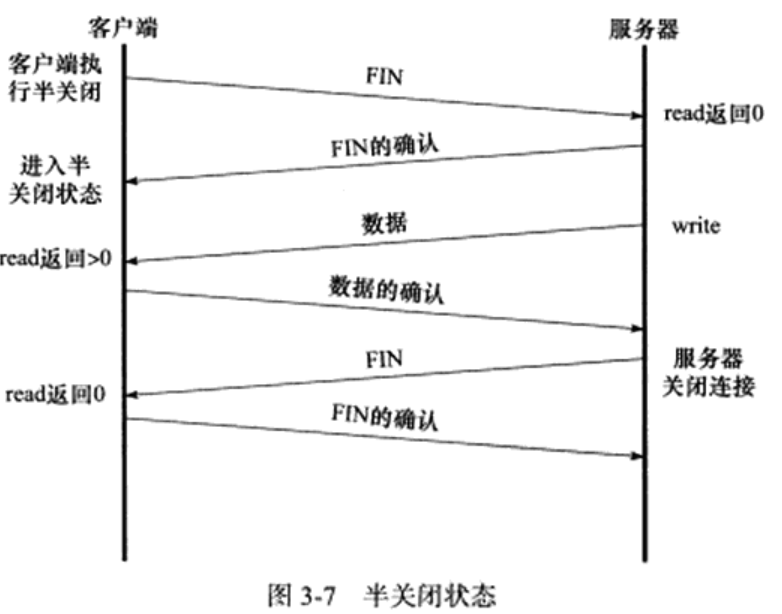 客户端
服务器
客户端执
行半关闭
FIN
read返回0
FIN的确认
进入半
关闭状态
数据
write
read返回>0
数据的确认
FIN
服务器
关闭连接
read返回0
FIN的确认
图 3-7 半关闭状态